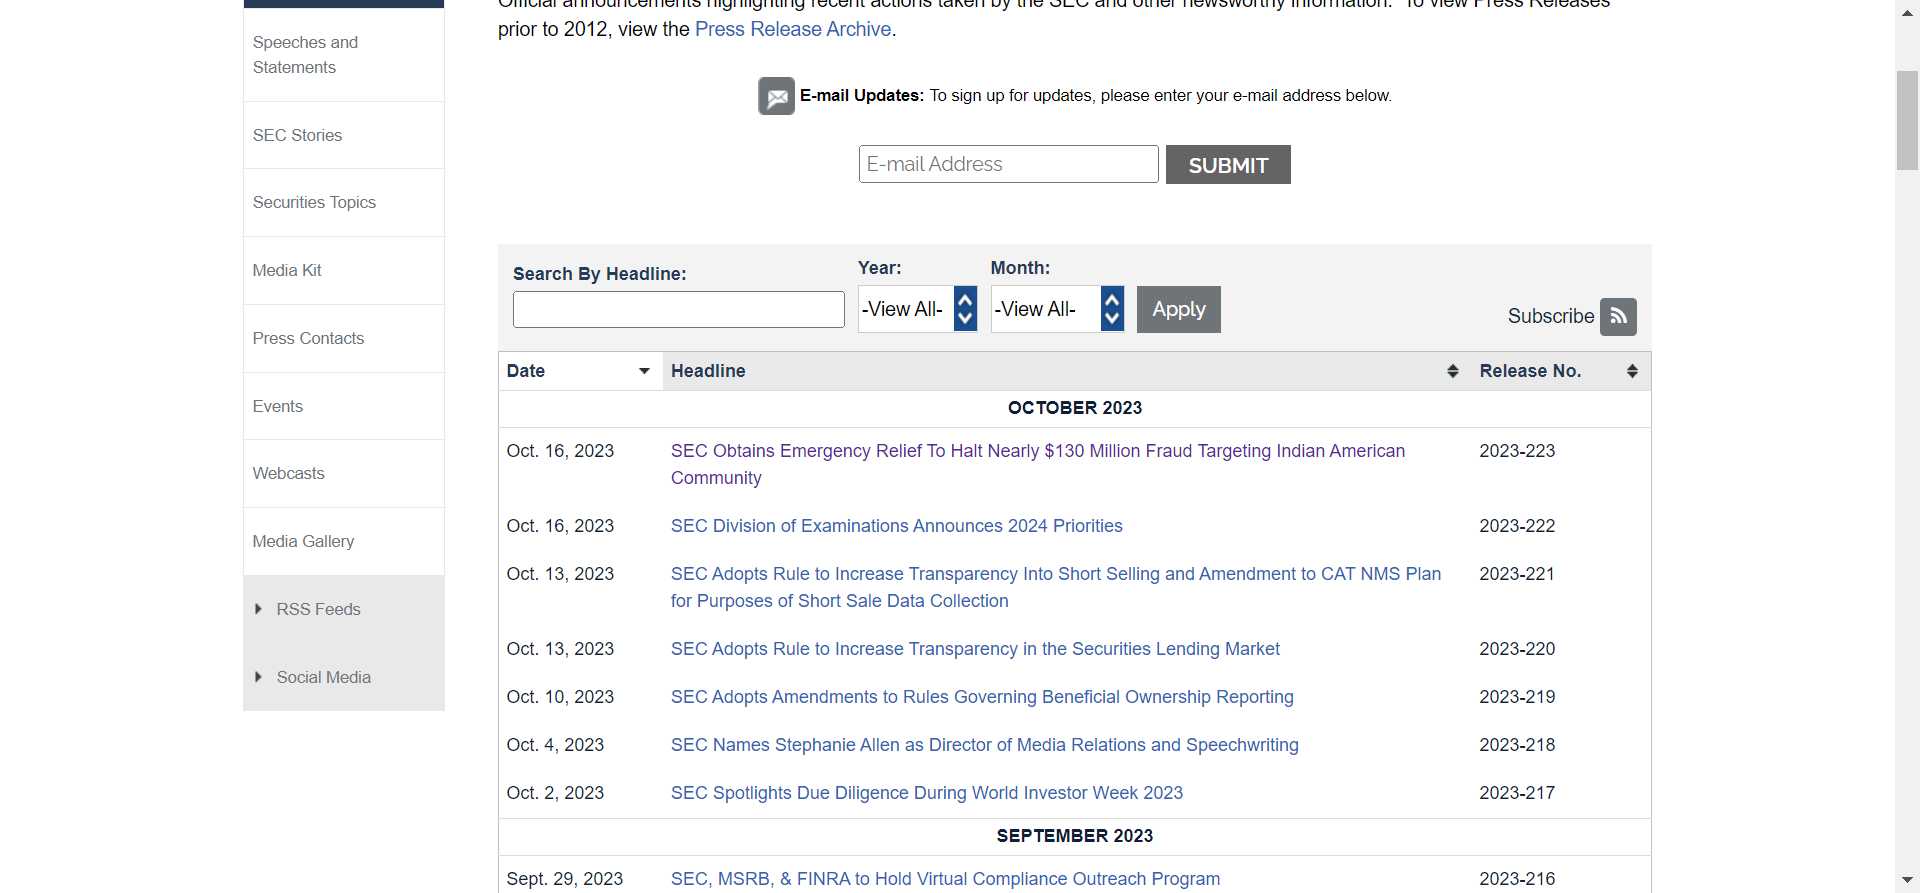 Official announcements highlighting recent actions taken by the SEC and other newsworthy information. To view Press Releases
prior to 2012, view the Press Release Archive.
Speeches and
Statements
SEC Stories
Securities Topics
Media Kit
Press Contacts
Events
Webcasts
Media Gallery
RSS Feeds
Social Media
E-mail Updates: To sign up for updates, please enter your e-mail address below.
E-mail Address SUBMIT
Search By Headline: Year: Month:
-View All- -View All- Apply Subscribe
Date Headline Release No.
OCTOBER 2023
Oct. 16, 2023 SEC Obtains Emergency Relief To Halt Nearly $130 Million Fraud Targeting Indian American 2023-223
Community
Oct. 16, 2023 SEC Division of Examinations Announces 2024 Priorities 2023-222
Oct. 13, 2023 SEC Adopts Rule to Increase Transparency Into Short Selling and Amendment to CAT NMS Plan 2023-221
for Purposes of Short Sale Data Collection
Oct. 13, 2023 SEC Adopts Rule to Increase Transparency in the Securities Lending Market 2023-220
Oct. 10, 2023 SEC Adopts Amendments to Rules Governing Beneficial Ownership Reporting 2023-219
Oct. 4, 2023 SEC Names Stephanie Allen as Director of Media Relations and Speechwriting 2023-218
Oct. 2, 2023 SEC Spotlights Due Diligence During World Investor Week 2023 2023-217
SEPTEMBER 2023
Sept. 29, 2023 SEC, MSRB, & FINRA to Hold Virtual Compliance Outreach Program 2023-216